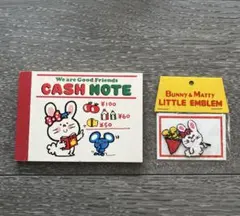 We are Good Friends
CASH NOTE
¥100
¥60
¥50
BUNNY & MATTY
LITTLE EMBLEM